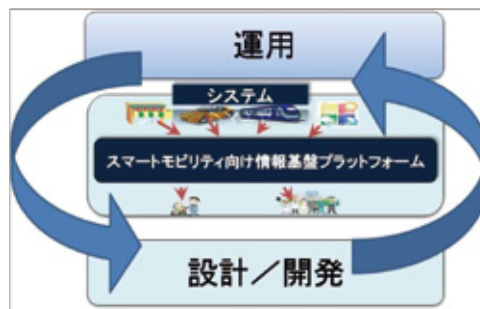 運用
システム
スマートモビリティ向け情報基盤プラットフォーム
設計／開発